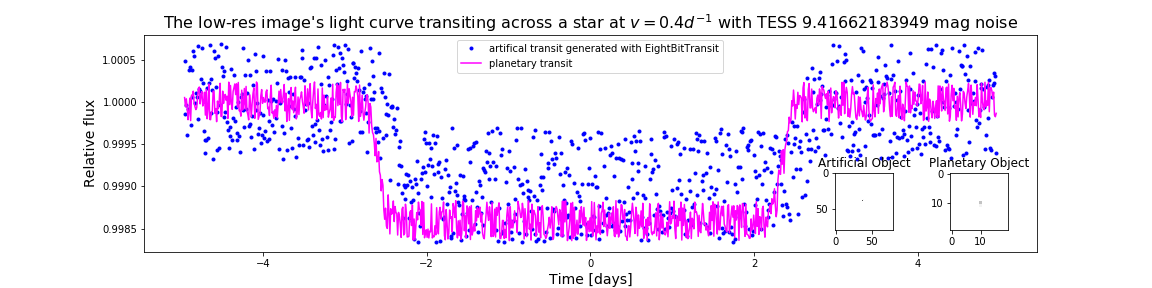 The low-res image's light curve transiting across a star at v = 0.4d⁻¹ with TESS 9.41662183949 mag noise
artifical transit generated with EightBitTransit
planetary transit
Relative flux
1.0005
1.0000
0.9995
0.9990
0.9985
Artificial Object
0
50
0 50
Planetary Object
0
10
0 10
−4 −2 0 2 4
Time [days]